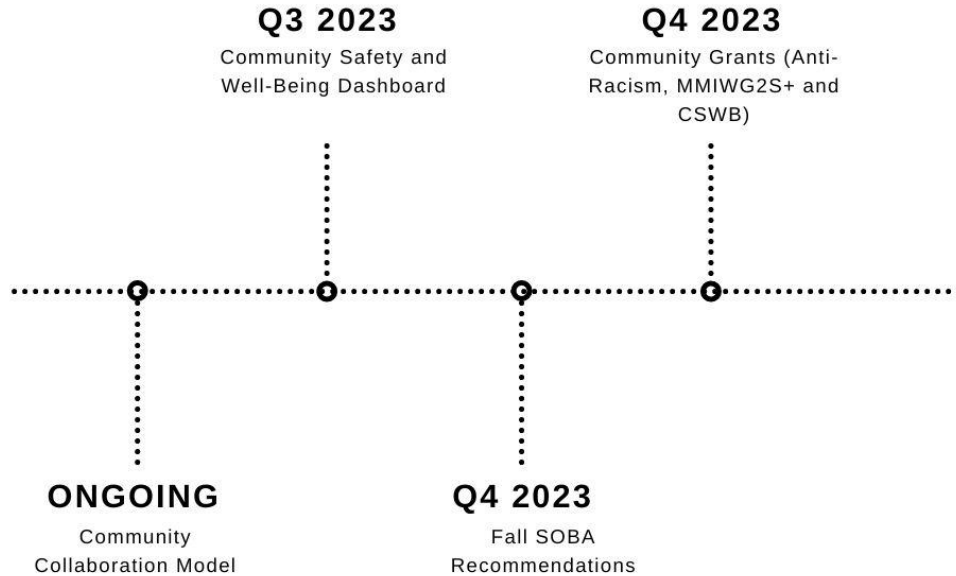 Q3 2023
Community Safety and
Well-Being Dashboard
Q4 2023
Community Grants (Anti-
Racism, MMIWG2S+ and
CSWB)
ONGOING
Community
Collaboration Model
Q4 2023
Fall SOBA
Recommendations